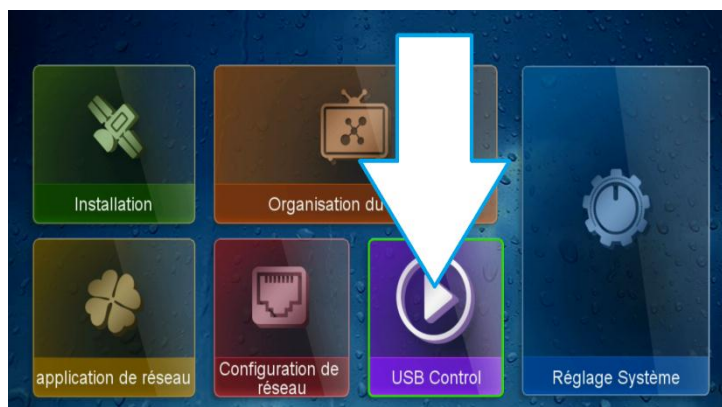 Installation
Organisation du
application de réseau
Configuration de
réseau
USB Control
Réglage Système